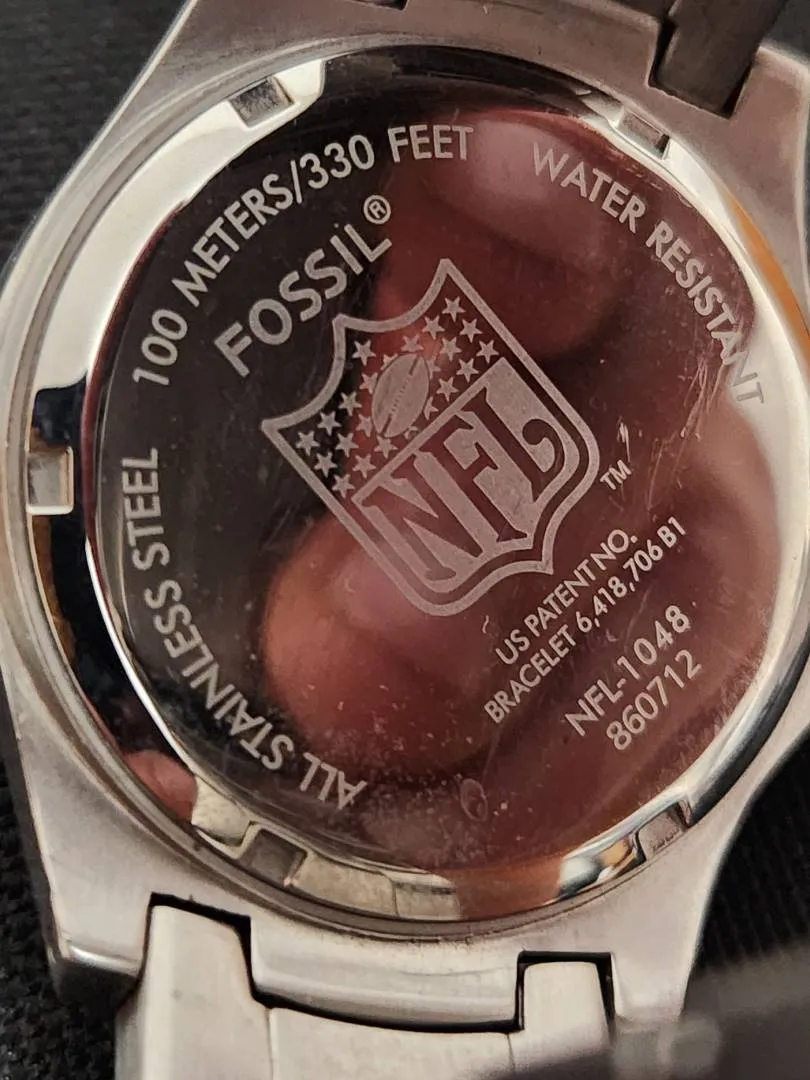 100 METERS/330 FEET WATER RESISTANT
FOSSIL®
NFL
TM
US PATENT NO.
BRACELET 6,418,706 B1
NFL-1048
860712
ALL STAINLESS STEEL